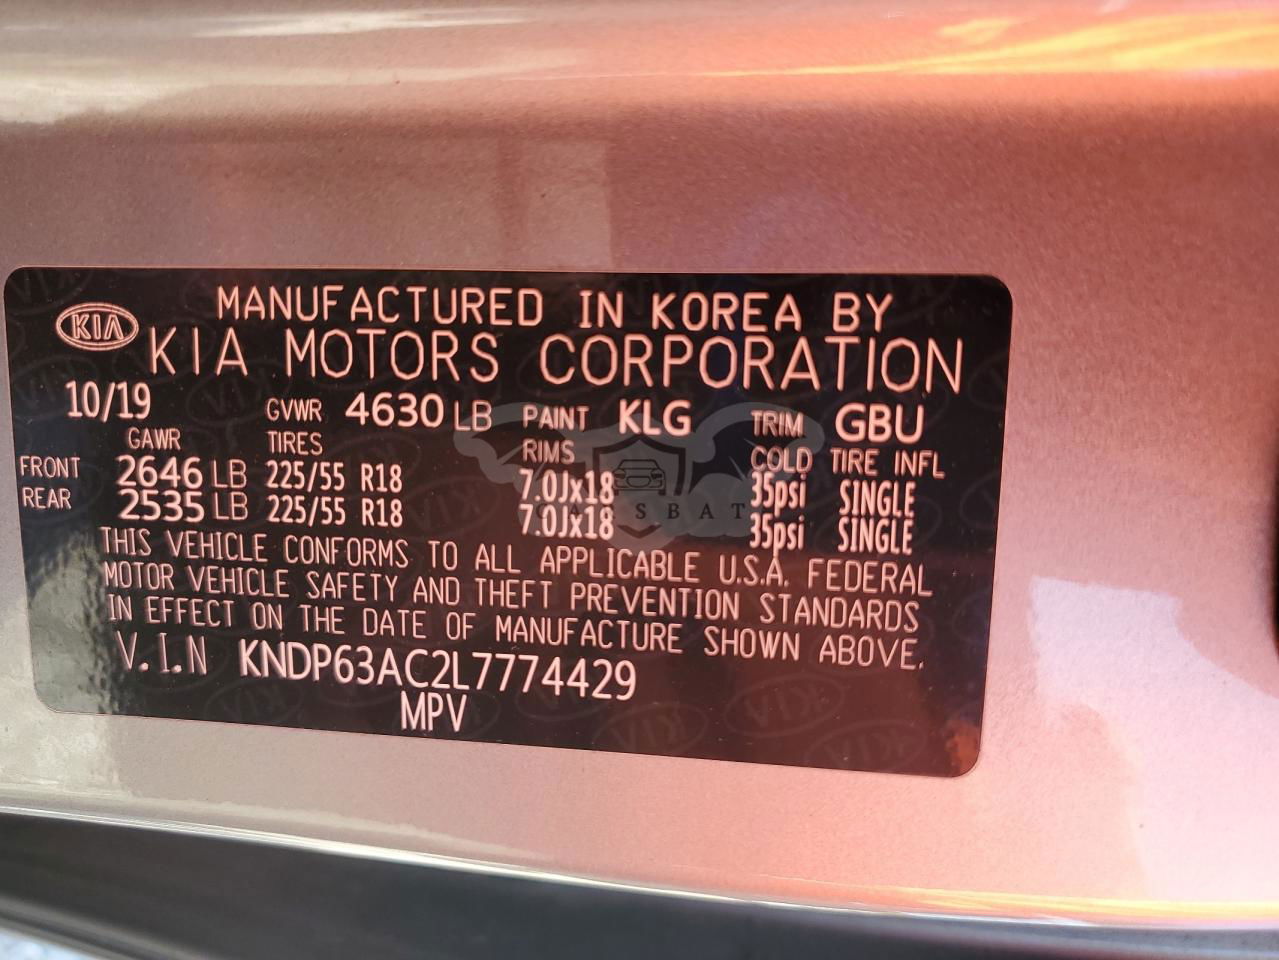 MANUFACTURED IN KOREA BY
KIA
KIA MOTORS CORPORATION
10/19 GVWR 4630 LB PAINT KLG TRIM GBU
GAWR TIRES RIMS COLD TIRE INFL
FRONT 2646 LB 225/55 R18 7.0Jx18 35psi SINGLE
REAR 2535 LB 225/55 R18 7.0Jx18 35psi SINGLE
CARSBAT
THIS VEHICLE CONFORMS TO ALL APPLICABLE U.S.A. FEDERAL
MOTOR VEHICLE SAFETY AND THEFT PREVENTION STANDARDS
IN EFFECT ON THE DATE OF MANUFACTURE SHOWN ABOVE.
V.I.N KNDP63AC2L7774429
MPV